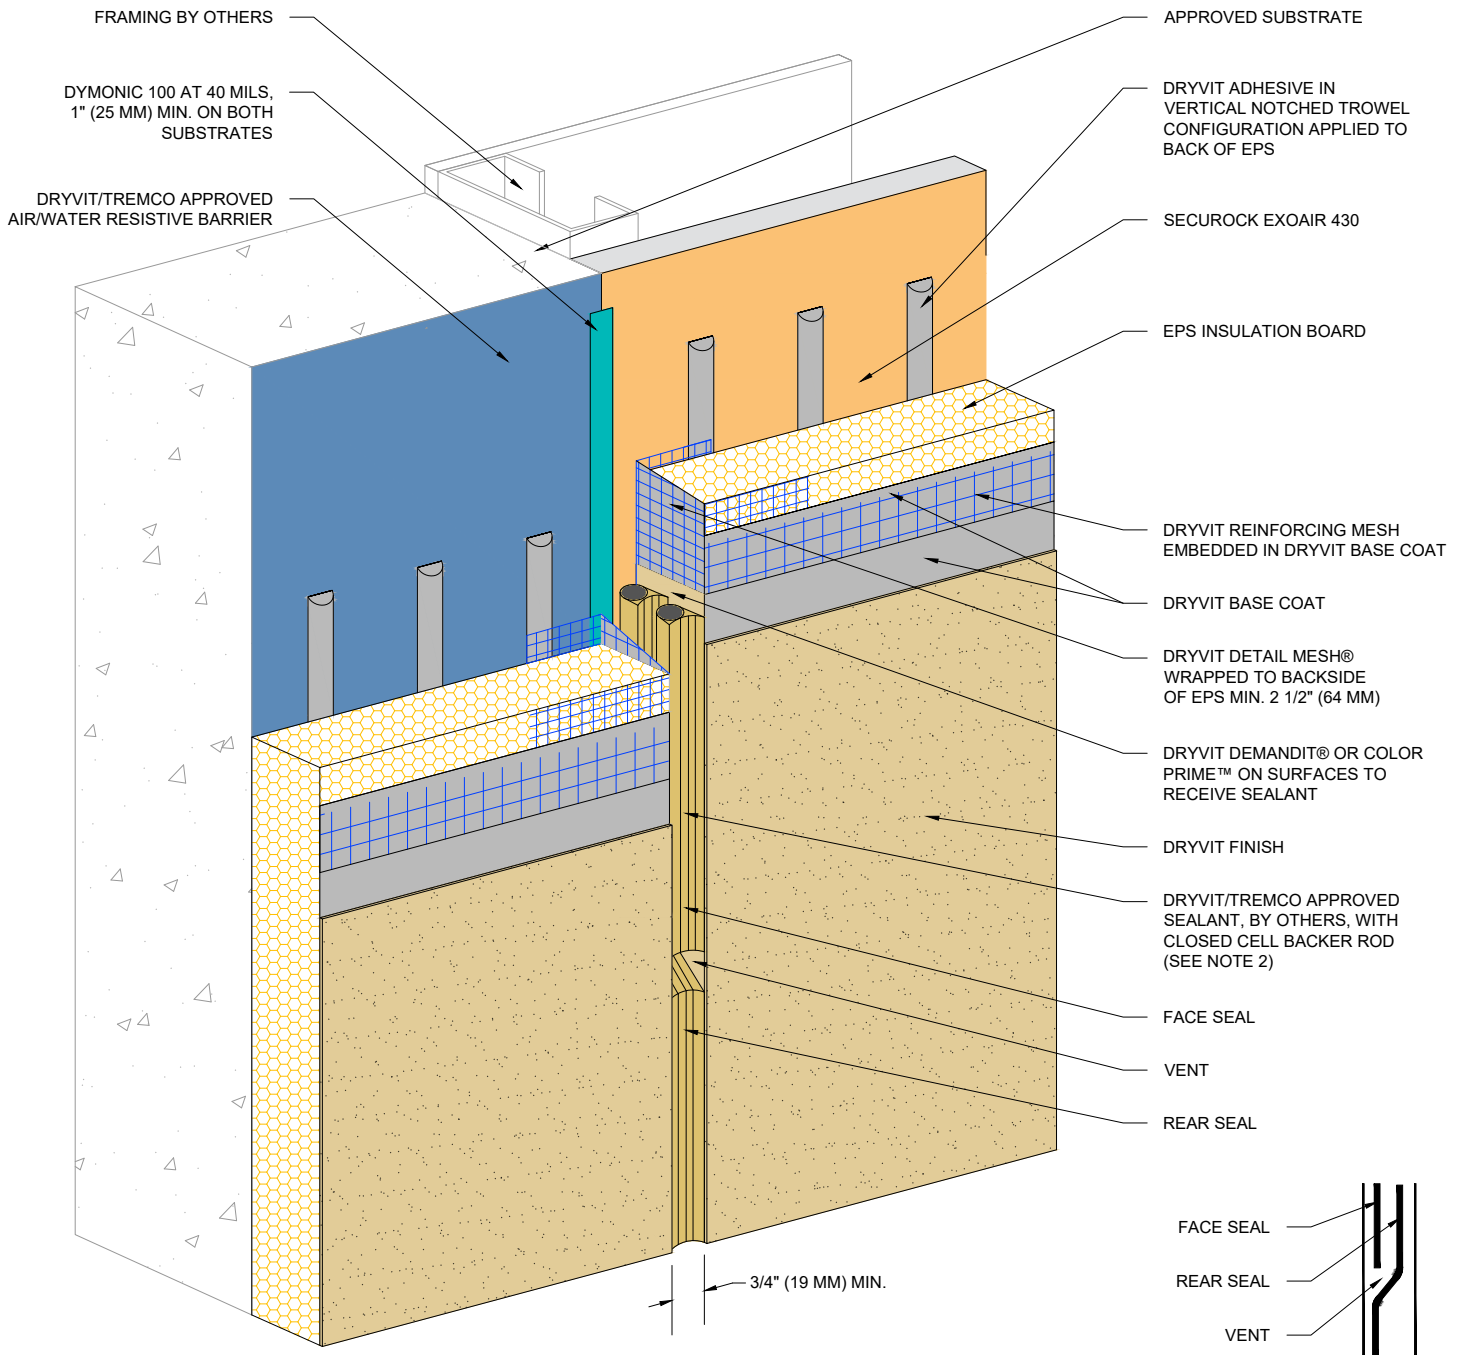 FRAMING BY OTHERS
DYMONIC 100 AT 40 MILS,
1" (25 MM) MIN. ON BOTH
SUBSTRATES
DRYVIT/TREMCO APPROVED
AIR/WATER RESISTIVE BARRIER
APPROVED SUBSTRATE
DRYVIT ADHESIVE IN
VERTICAL NOTCHED TROWEL
CONFIGURATION APPLIED TO
BACK OF EPS
SECUROCK EXOAIR 430
EPS INSULATION BOARD
DRYVIT REINFORCING MESH
EMBEDDED IN DRYVIT BASE COAT
DRYVIT BASE COAT
DRYVIT DETAIL MESH®
WRAPPED TO BACKSIDE
OF EPS MIN. 2 1/2" (64 MM)
DRYVIT DEMANDIT® OR COLOR
PRIME™ ON SURFACES TO
RECEIVE SEALANT
DRYVIT FINISH
DRYVIT/TREMCO APPROVED
SEALANT, BY OTHERS, WITH
CLOSED CELL BACKER ROD
(SEE NOTE 2)
FACE SEAL
VENT
REAR SEAL
3/4" (19 MM) MIN.
FACE SEAL
REAR SEAL
VENT